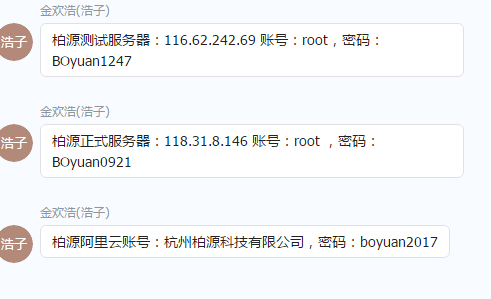 金欢浩(浩子)
浩子
柏源测试服务器：116.62.242.69 账号：root，密码：
BOyuan1247
金欢浩(浩子)
浩子
柏源正式服务器：118.31.8.146 账号：root ，密码：
BOyuan0921
金欢浩(浩子)
浩子
柏源阿里云账号：杭州柏源科技有限公司，密码：boyuan2017